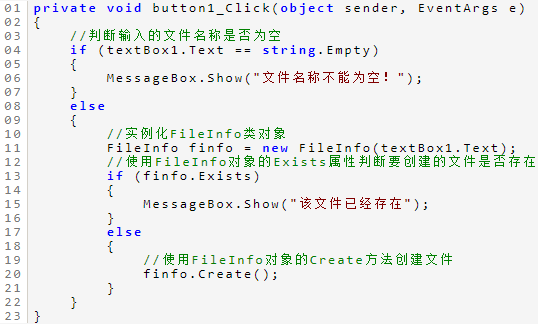 01 private void button1_Click(object sender, EventArgs e)
02 {
03     //判断输入的文件名称是否为空
04     if (textBox1.Text == string.Empty)
05     {
06         MessageBox.Show("文件名称不能为空！");
07     }
08     else
09     {
10         //实例化FileInfo类对象
11         FileInfo finfo = new FileInfo(textBox1.Text);
12         //使用FileInfo对象的Exists属性判断要创建的文件是否存在
13         if (finfo.Exists)
14         {
15             MessageBox.Show("该文件已经存在");
16         }
17         else
18         {
19             //使用FileInfo对象的Create方法创建文件
20             finfo.Create();
21         }
22     }
23 }